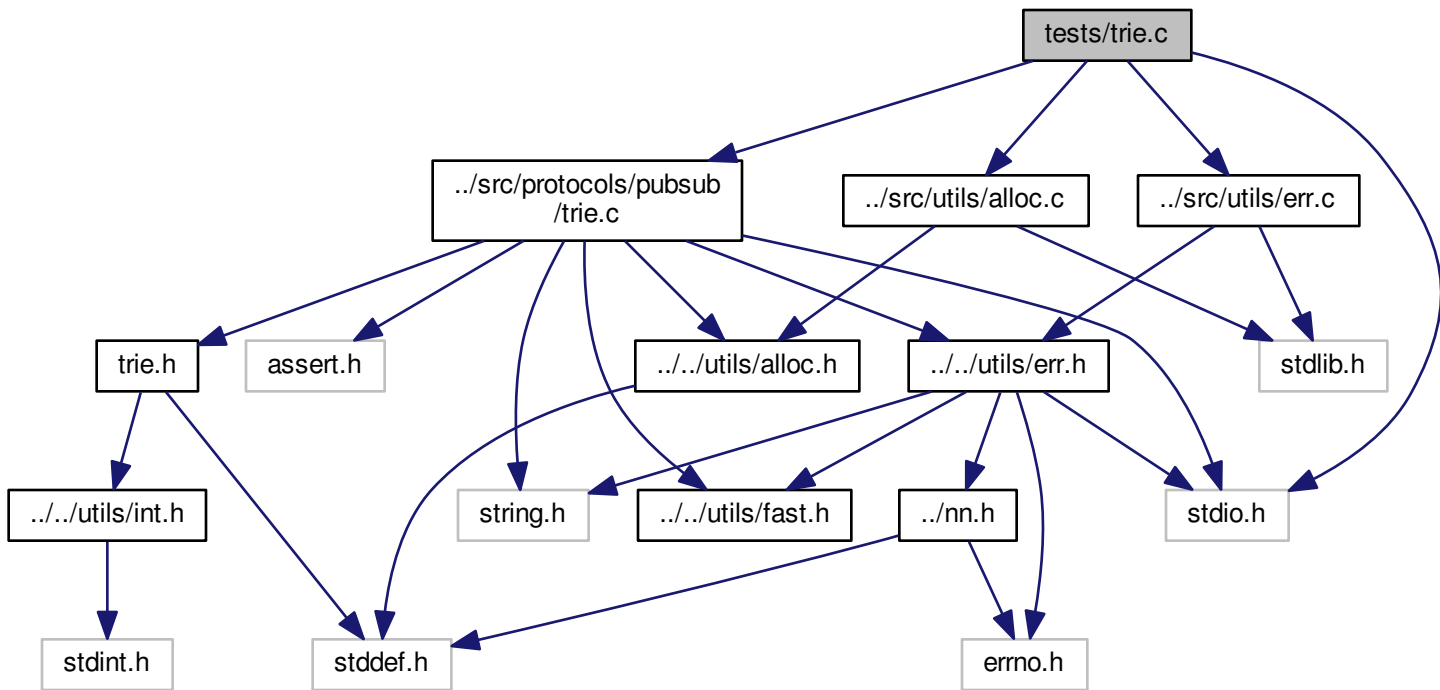 tests/trie.c
../src/protocols/pubsub
/trie.c
../src/utils/alloc.c
../src/utils/err.c
trie.h
assert.h
../../utils/alloc.h
../../utils/err.h
stdlib.h
../../utils/int.h
string.h
../../utils/fast.h
../nn.h
stdio.h
stdint.h
stddef.h
errno.h